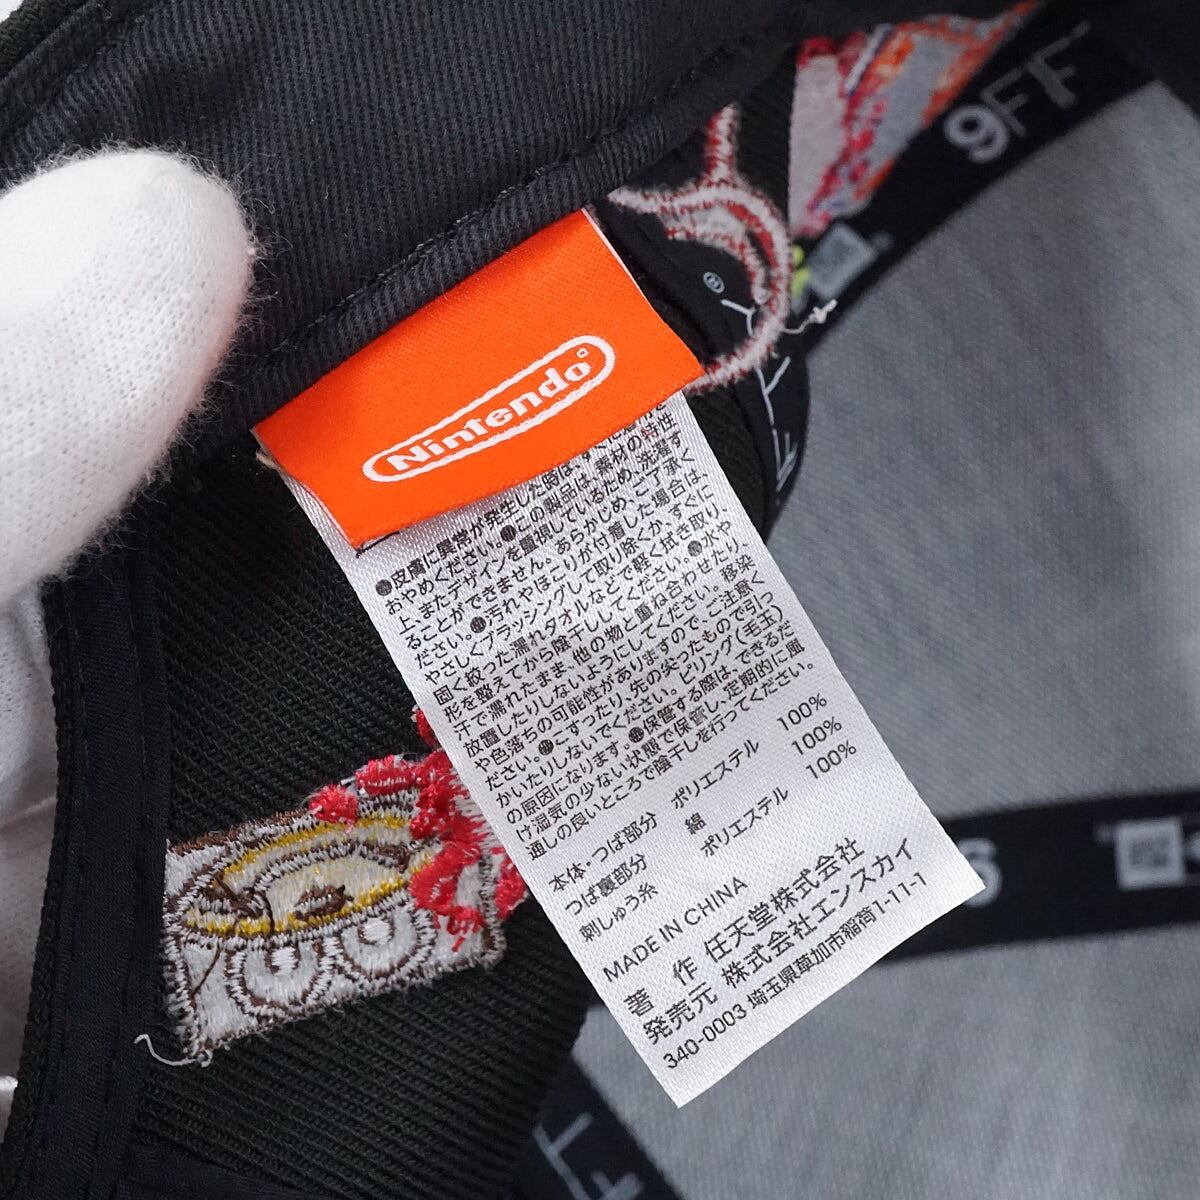 9FF
Nintendo
●皮膚に異常が発生した時は、すぐに使用を
おやめください。●この製品は、素材の特性
上、またデザインを重視しているため、洗濯す
ることができません。あらかじめ、ご了承く
ださい。●汚れやほこりが付着した場合は、
やさしくブラッシングして取り除くか、すぐに
固く絞った濡れタオルなどで軽く拭き取り、
形を整えてから陰干ししてください。●水や
汗で濡れたまま、他の物と重ね合わせたり、
放置したりしないようにしてください。移染
や色落ちの可能性がありますので、ご注意く
ださい。●こすったり、先の尖ったもので引っ
かいたりしないでください。ピリング(毛玉)
の原因になります。●保管する際は、できるだ
け湿気の少ない状態で保管し、定期的に風
通しの良いところで陰干しを行ってください。
本体・つば部分 ポリエステル 100%
つば裏部分 綿 100%
刺しゅう糸 ポリエステル 100%
MADE IN CHINA
著 作 任天堂株式会社
発売元 株式会社エンスカイ
340-0003 埼玉県草加市稲荷1-11-1